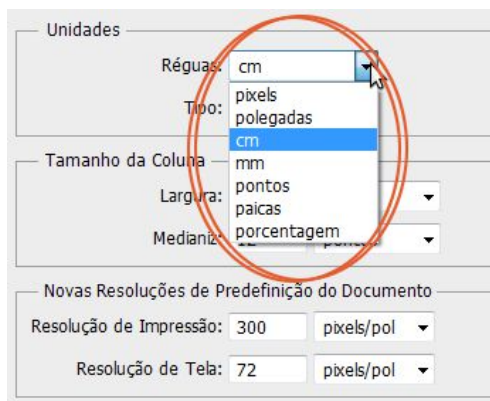 Unidades
Réguas: cm
pixels
Tipo: polegadas
cm
Tamanho da Coluna mm
Largura: pontos
paicas
Medianiz: porcentagem
Novas Resoluções de Predefinição do Documento
Resolução de Impressão: 300 pixels/pol
Resolução de Tela: 72 pixels/pol